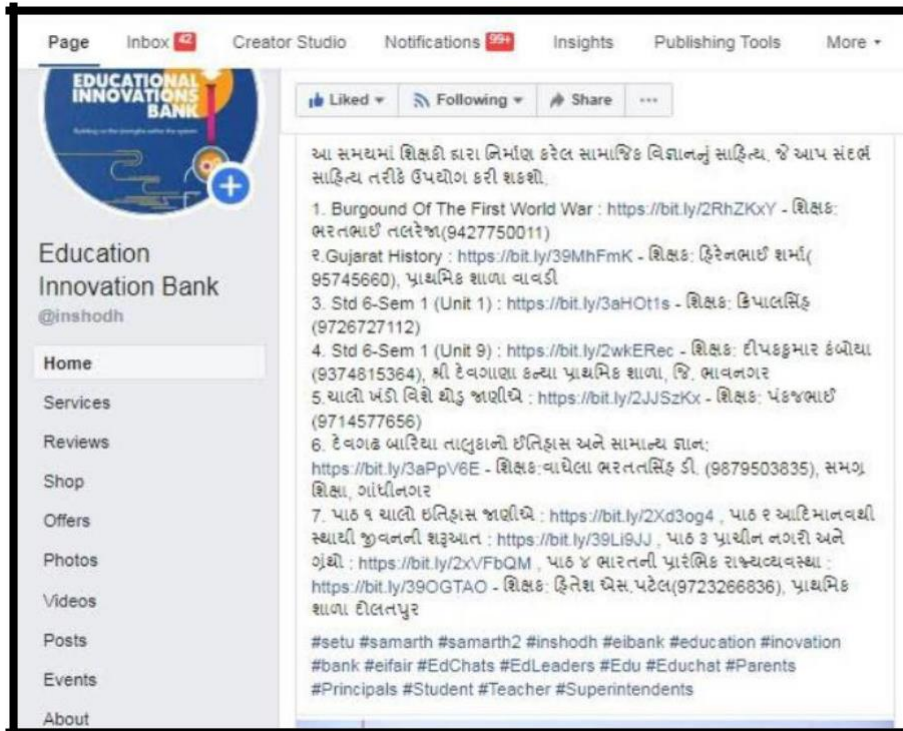 Page Inbox 42 Creator Studio Notifications 99+ Insights Publishing Tools More
EDUCATIONAL
INNOVATIONS
BANK
Building on the strengths within the system
Education
Innovation Bank
@inshodh
Home
Services
Reviews
Shop
Offers
Photos
Videos
Posts
Events
About
Liked Following Share ...
આ સમયમાં શિક્ષકો દ્વારા નિર્માણ કરેલ સામાજિક વિજ્ઞાનનું સાહિત્ય. જે આપ સંદર્ભ
સાહિત્ય તરીકે ઉપયોગ કરી શકશો.
1. Burgound Of The First World War : https://bit.ly/2RhZKxY - શિક્ષક:
ભરતભાઈ તલરેજા(9427750011)
૨.Gujarat History : https://bit.ly/39MhFmK - શિક્ષક: હિરેનભાઈ શર્મા(
95745660), પ્રાથમિક શાળા વાવડી
3. Std 6-Sem 1 (Unit 1) : https://bit.ly/3aHOt1s - શિક્ષક: ક્રિપાલસિંહ
(9726727112)
4. Std 6-Sem 1 (Unit 9) : https://bit.ly/2wkERec - શિક્ષક: દીપકકુમાર કંબોયા
(9374815364), શ્રી દેવગાણા કન્યા પ્રાથમિક શાળા, જિ. ભાવનગર
5.ચાલો ખંડો વિશે થોડુ જાણીએ : https://bit.ly/2JJSzKx - શિક્ષક: પંકજભાઈ
(9714577656)
6. દેવગઢ બારિયા તાલુકાનો ઈતિહાસ અને સામાન્ય જ્ઞાન:
https://bit.ly/3aPpV6E - શિક્ષક:વાઘેલા ભરતતસિંહ ડી. (9879503835), સમગ્ર
શિક્ષા, ગાંધીનગર
7. પાઠ ૧ ચાલો ઇતિહાસ જાણીએ : https://bit.ly/2Xd3og4 , પાઠ ૨ આદિમાનવથી
સ્થાયી જીવનની શરૂઆત : https://bit.ly/39Li9JJ , પાઠ 3 પ્રાચીન નગરો અને
ગ્રંથો : https://bit.ly/2xVFbQM , પાઠ ૪ ભારતની પ્રારંભિક રાજ્યવ્યવસ્થા :
https://bit.ly/39OGTAO - શિક્ષક: હિતેશ એસ.પટેલ(9723266836), પ્રાથમિક
શાળા દોલતપુર
#setu #samarth #samarth2 #inshodh #eibank #education #inovation
#bank #eifair #EdChats #EdLeaders #Edu #Educhat #Parents
#Principals #Student #Teacher #Superintendents